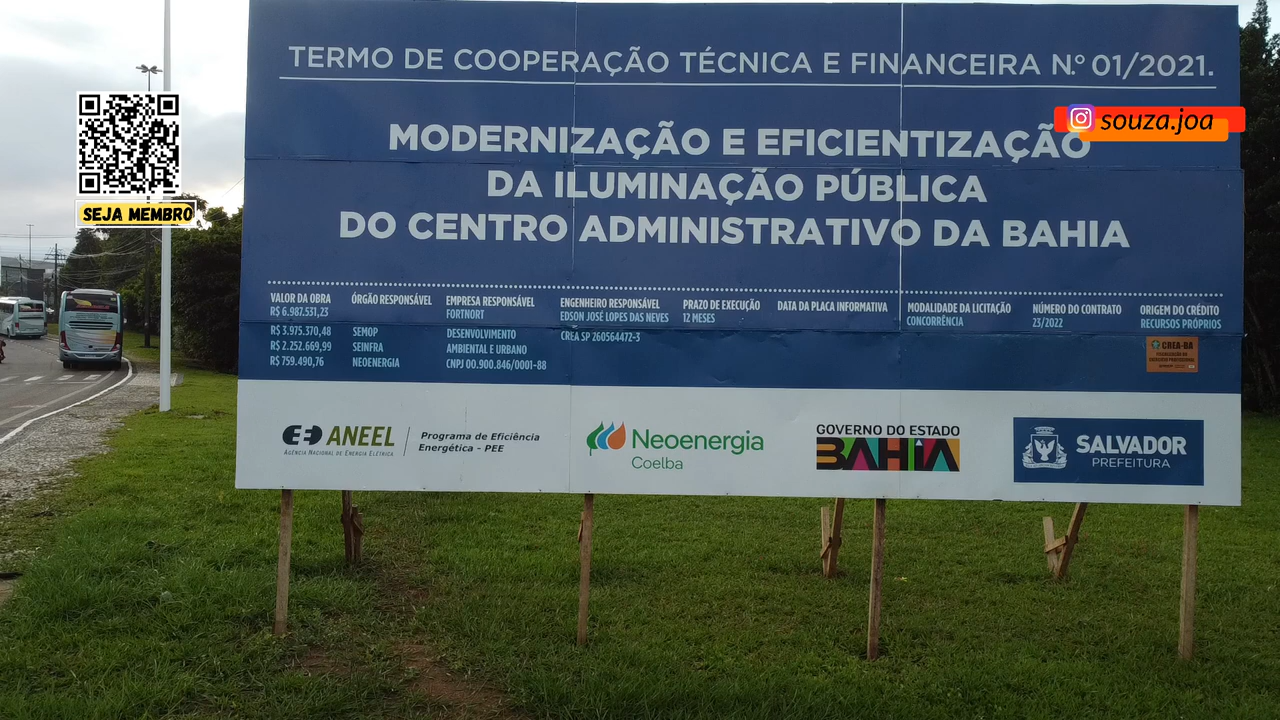 TERMO DE COOPERAÇÃO TÉCNICA E FINANCEIRA N.º 01/2021.
souza.joa
MODERNIZAÇÃO E EFICIENTIZAÇÃO
DA ILUMINAÇÃO PÚBLICA
DO CENTRO ADMINISTRATIVO DA BAHIA
SEJA MEMBRO
VALOR DA OBRA
R$ 6.987.531,23
R$ 3.975.370,48
R$ 2.252.669,99
R$ 759.490,76
ÓRGÃO RESPONSÁVEL
SEMOP
SEINFRA
NEOENERGIA
EMPRESA RESPONSÁVEL
FORTNORT
DESENVOLVIMENTO
AMBIENTAL E URBANO
CNPJ 00.900.846/0001-88
ENGENHEIRO RESPONSÁVEL
EDSON JOSÉ LOPES DAS NEVES
CREA SP 260564472-3
PRAZO DE EXECUÇÃO
12 MESES
DATA DA PLACA INFORMATIVA
MODALIDADE DA LICITAÇÃO
CONCORRÊNCIA
NÚMERO DO CONTRATO
23/2022
ORIGEM DO CRÉDITO
RECURSOS PRÓPRIOS
CREA-BA
ANEEL
AGÊNCIA NACIONAL DE ENERGIA ELÉTRICA
Programa de Eficiência
Energética - PEE
Neoenergia
Coelba
GOVERNO DO ESTADO
BAHIA
SALVADOR
PREFEITURA